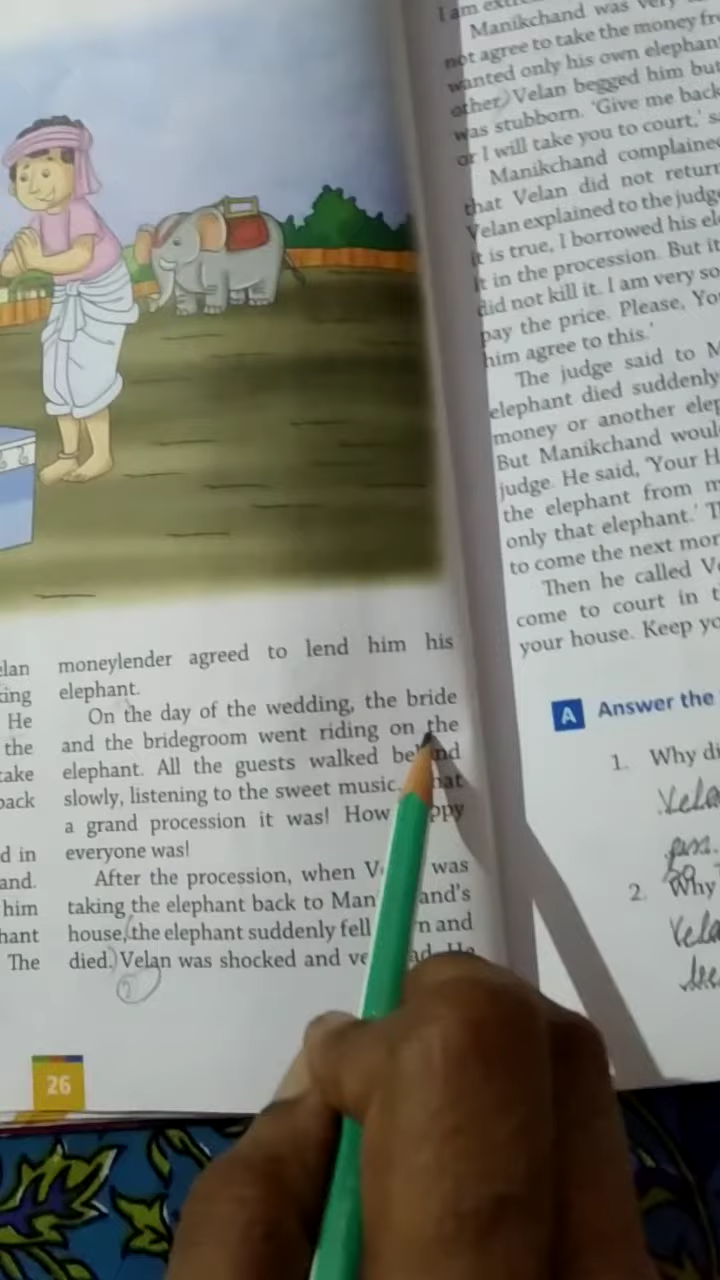 elan
king
He
the
take
back
d in
and.
him
hant
The
moneylender agreed to lend him his
elephant.
On the day of the wedding, the bride
and the bridegroom went riding on the
elephant. All the guests walked be nd
slowly, listening to the sweet music. hat
a grand procession it was! How ppy
everyone was!
After the procession, when V was
taking the elephant back to Man and's
house, the elephant suddenly fell n and
died. Velan was shocked and ve ad. He
26
I am
Manikchand was very
not agree to take the money fr
wanted only his own elephan
other. Velan begged him but
was stubborn. 'Give me back
or I will take you to court,' s
Manikchand complaine
that Velan did not return
Velan explained to the judg
it is true, I borrowed his el
it in the procession. But it
did not kill it. I am very so
pay the price. Please, Yo
him agree to this.'
The judge said to M
elephant died suddenly
money or another elep
But Manikchand woul
judge. He said, 'Your H
the elephant from m
only that elephant.' T
to come the next mor
Then he called V
come to court in t
your house. Keep yo
A Answer the
1. Why di
Vela
2. Why
Vela